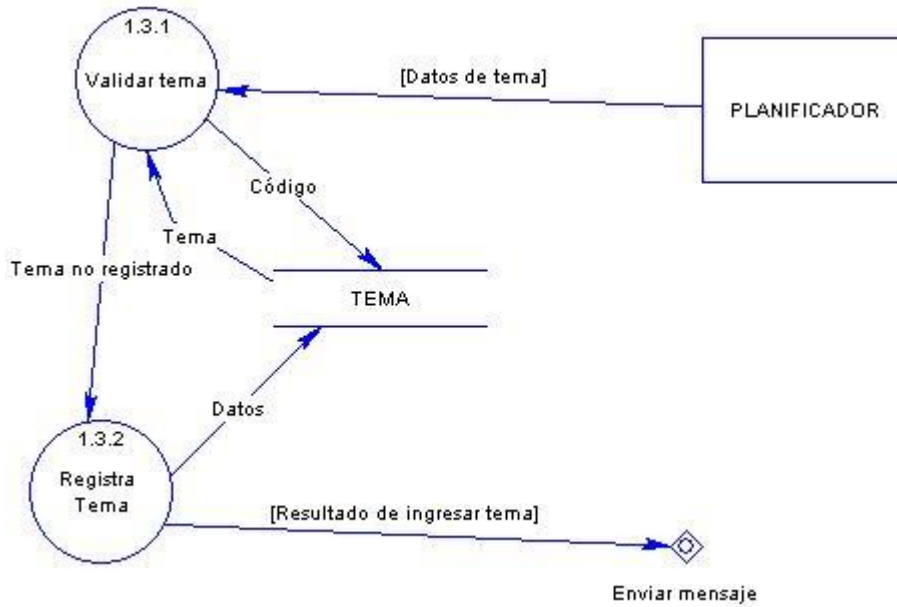 1.3.1
Validar tema
[Datos de tema]
PLANIFICADOR
Código
Tema
Tema no registrado
TEMA
Datos
1.3.2
Registra
Tema
[Resultado de ingresar tema]
Enviar mensaje